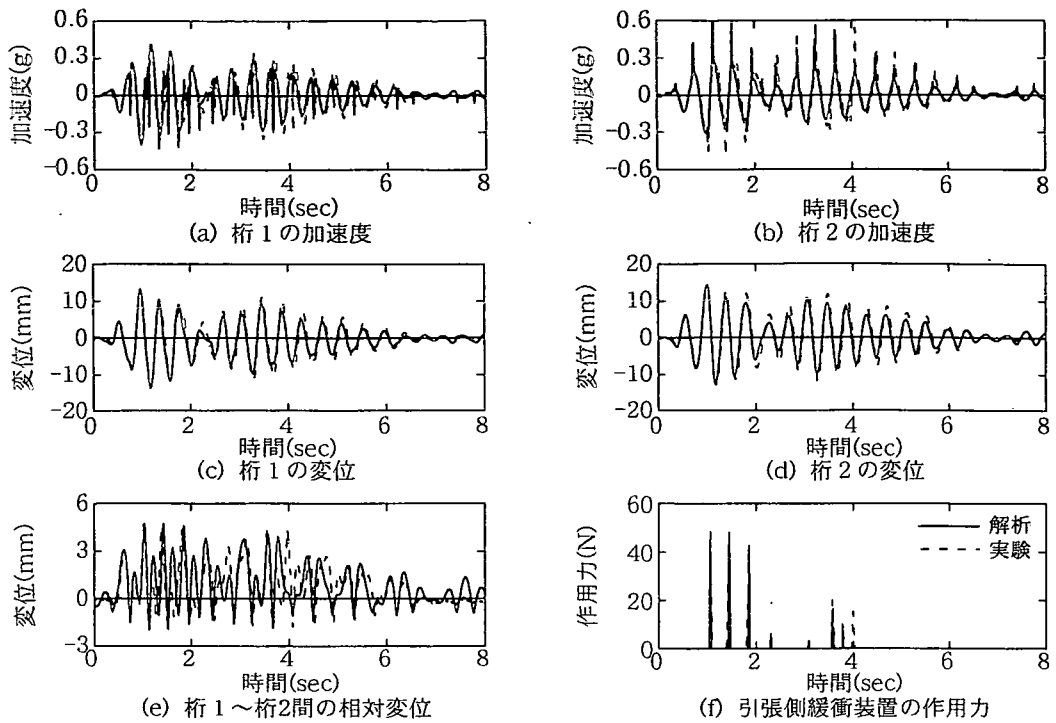 加速度(g)
0.6
0.3
0
-0.3
-0.6
0 2 4 6 8
時間(sec)
(a) 桁1の加速度
加速度(g)
0.6
0.3
0
-0.3
-0.6
0 2 4 6 8
時間(sec)
(b) 桁2の加速度
変位(mm)
20
10
0
-10
-20
0 2 4 6 8
時間(sec)
(c) 桁1の変位
変位(mm)
20
10
0
-10
-20
0 2 4 6 8
時間(sec)
(d) 桁2の変位
変位(mm)
6
3
0
-3
0 2 4 6 8
時間(sec)
(e) 桁1～桁2間の相対変位
作用力(N)
60
40
20
0
解析
実験
0 2 4 6 8
時間(sec)
(f) 引張側緩衝装置の作用力